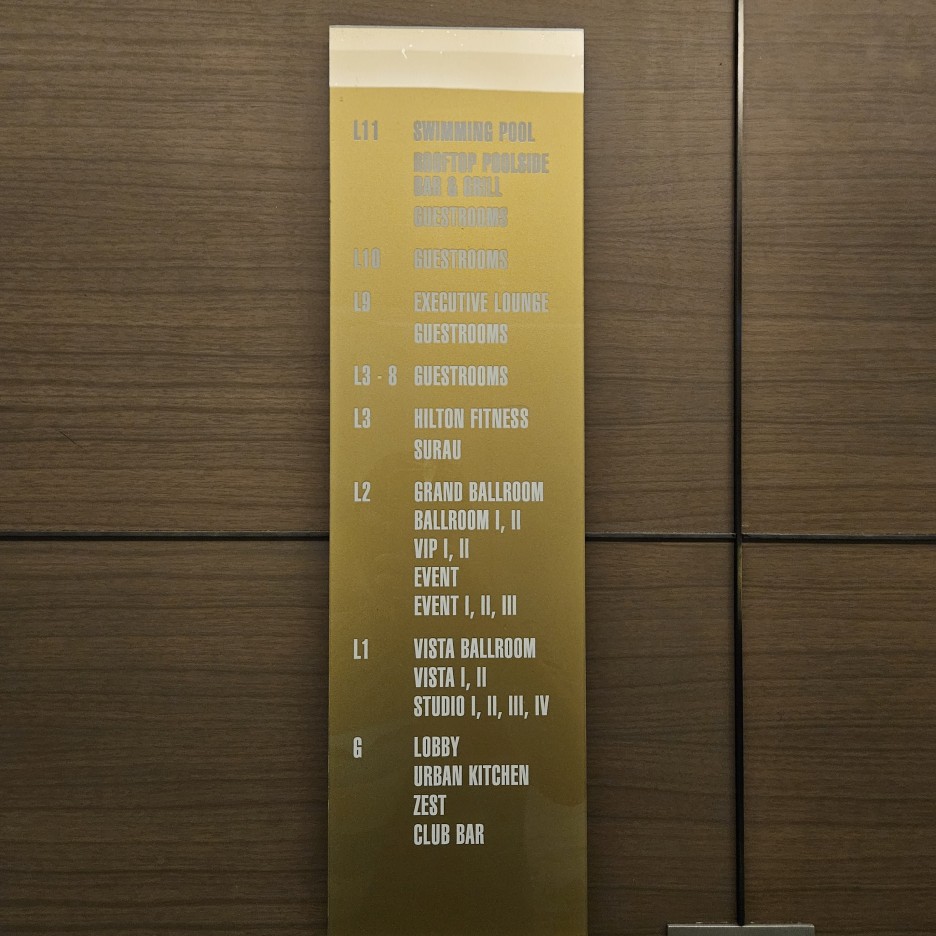 L11 SWIMMING POOL
ROOFTOP POOLSIDE
BAR & GRILL
GUESTROOMS
L10 GUESTROOMS
L9 EXECUTIVE LOUNGE
GUESTROOMS
L3 - 8 GUESTROOMS
L3 HILTON FITNESS
SURAU
L2 GRAND BALLROOM
BALLROOM I, II
VIP I, II
EVENT
EVENT I, II, III
L1 VISTA BALLROOM
VISTA I, II
STUDIO I, II, III, IV
G LOBBY
URBAN KITCHEN
ZEST
CLUB BAR